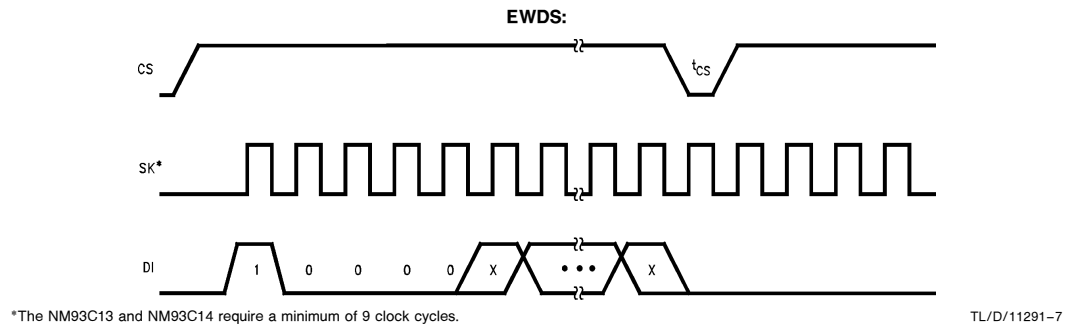 EWDS:
CS
tCS
SK*
DI
1 0 0 0 0 X ••• X
*The NM93C13 and NM93C14 require a minimum of 9 clock cycles.
TL/D/11291–7